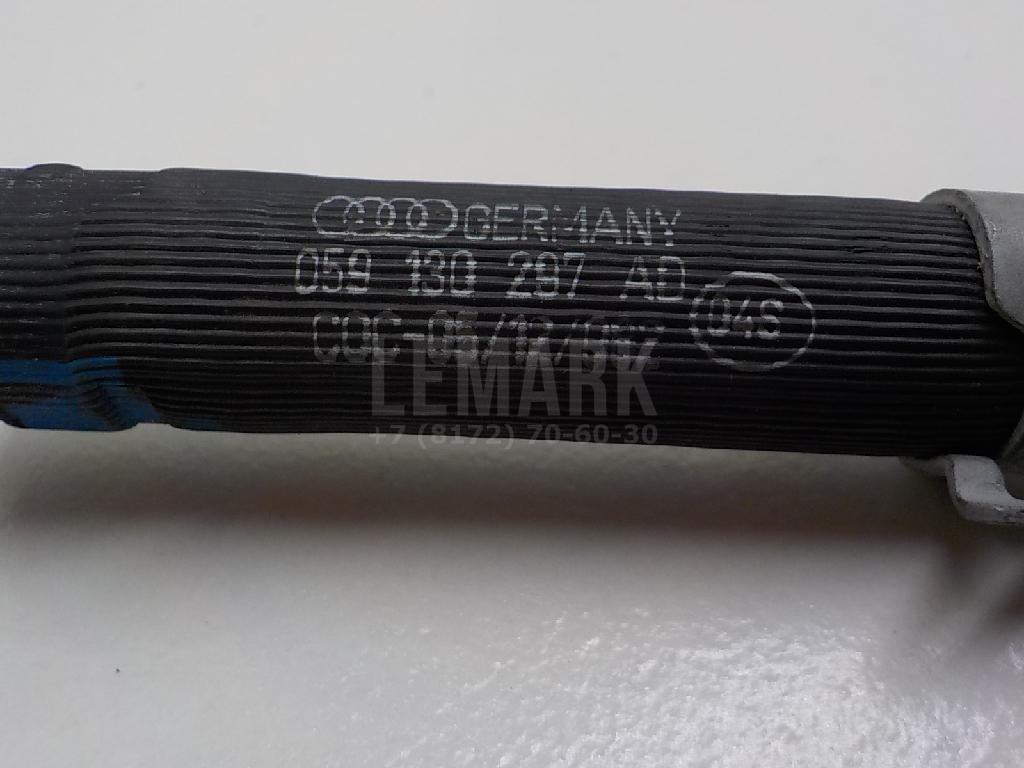 GERMANY
059 130 297 AD
04S
LEMARK
+7 (8172) 70-60-30